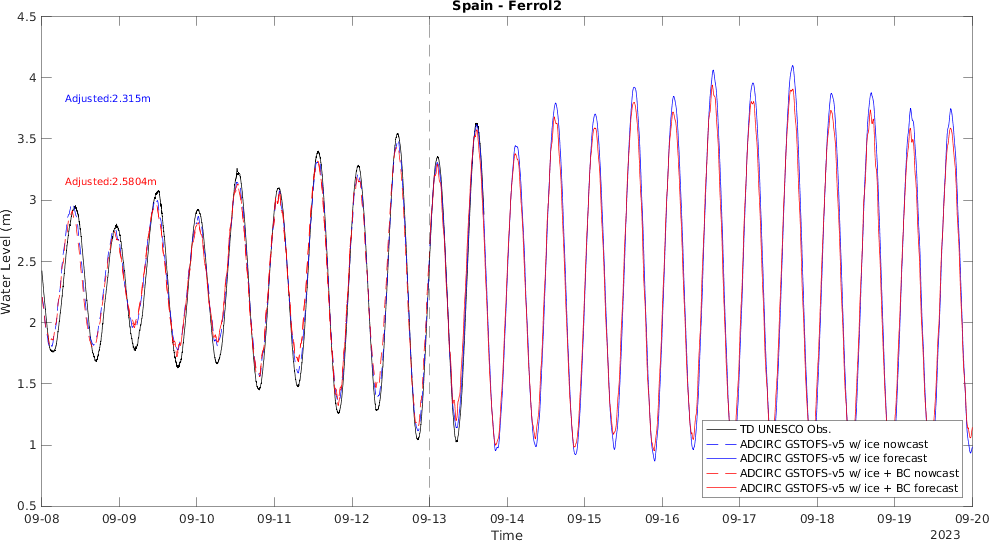 Spain - Ferrol2
4.5
4
3.5
3
2.5
2
1.5
1
0.5
Water Level (m)
Adjusted:2.315m
Adjusted:2.5804m
TD UNESCO Obs.
ADCIRC GSTOFS-v5 w/ ice nowcast
ADCIRC GSTOFS-v5 w/ ice forecast
ADCIRC GSTOFS-v5 w/ ice + BC nowcast
ADCIRC GSTOFS-v5 w/ ice + BC forecast
09-08 09-09 09-10 09-11 09-12 09-13 09-14 09-15 09-16 09-17 09-18 09-19 09-20
Time
2023